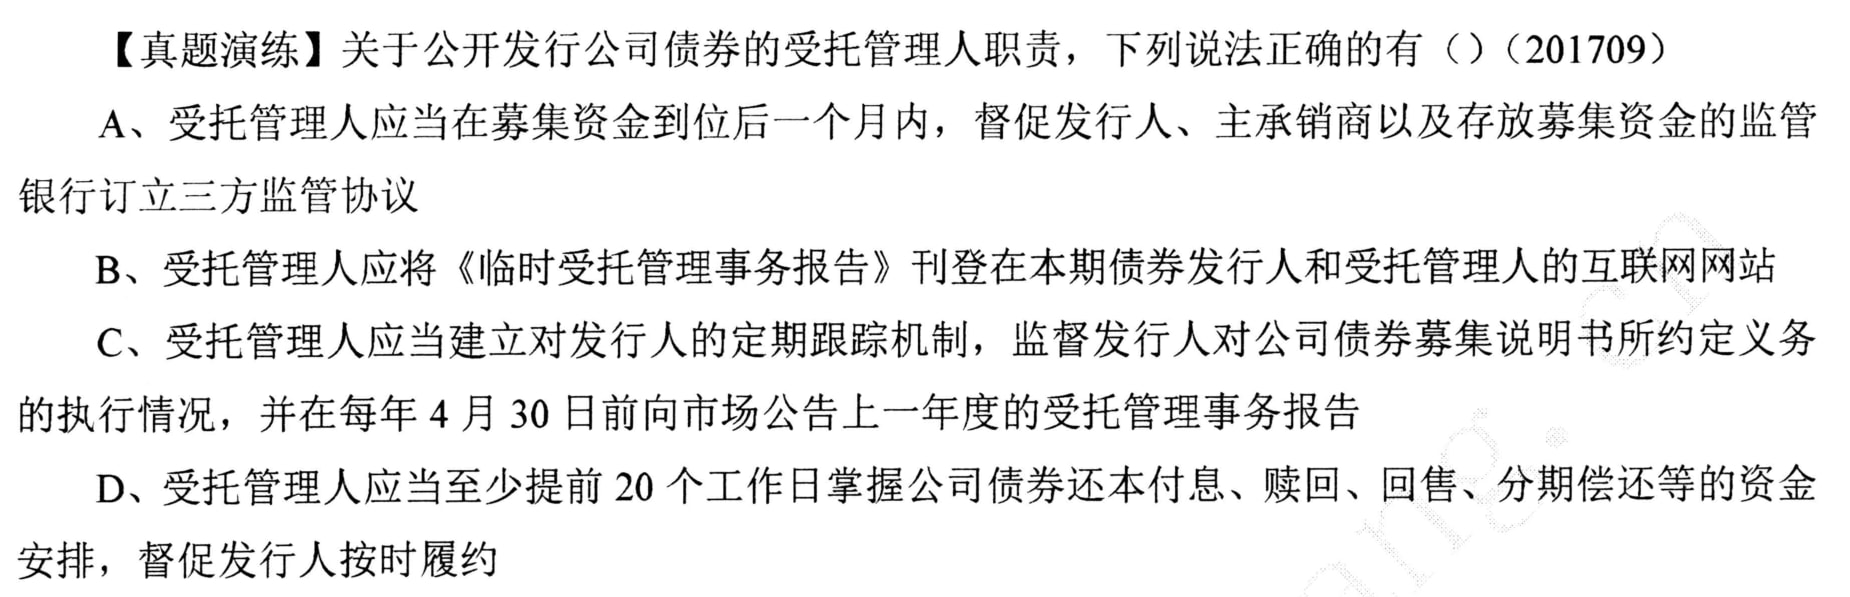 【真题演练】关于公开发行公司债券的受托管理人职责，下列说法正确的有（）（201709）
A、受托管理人应当在募集资金到位后一个月内，督促发行人、主承销商以及存放募集资金的监管
银行订立三方监管协议
B、受托管理人应将《临时受托管理事务报告》刊登在本期债券发行人和受托管理人的互联网网站
C、受托管理人应当建立对发行人的定期跟踪机制，监督发行人对公司债券募集说明书所约定义务
的执行情况，并在每年 4 月 30 日前向市场公告上一年度的受托管理事务报告
D、受托管理人应当至少提前 20 个工作日掌握公司债券还本付息、赎回、回售、分期偿还等的资金
安排，督促发行人按时履约